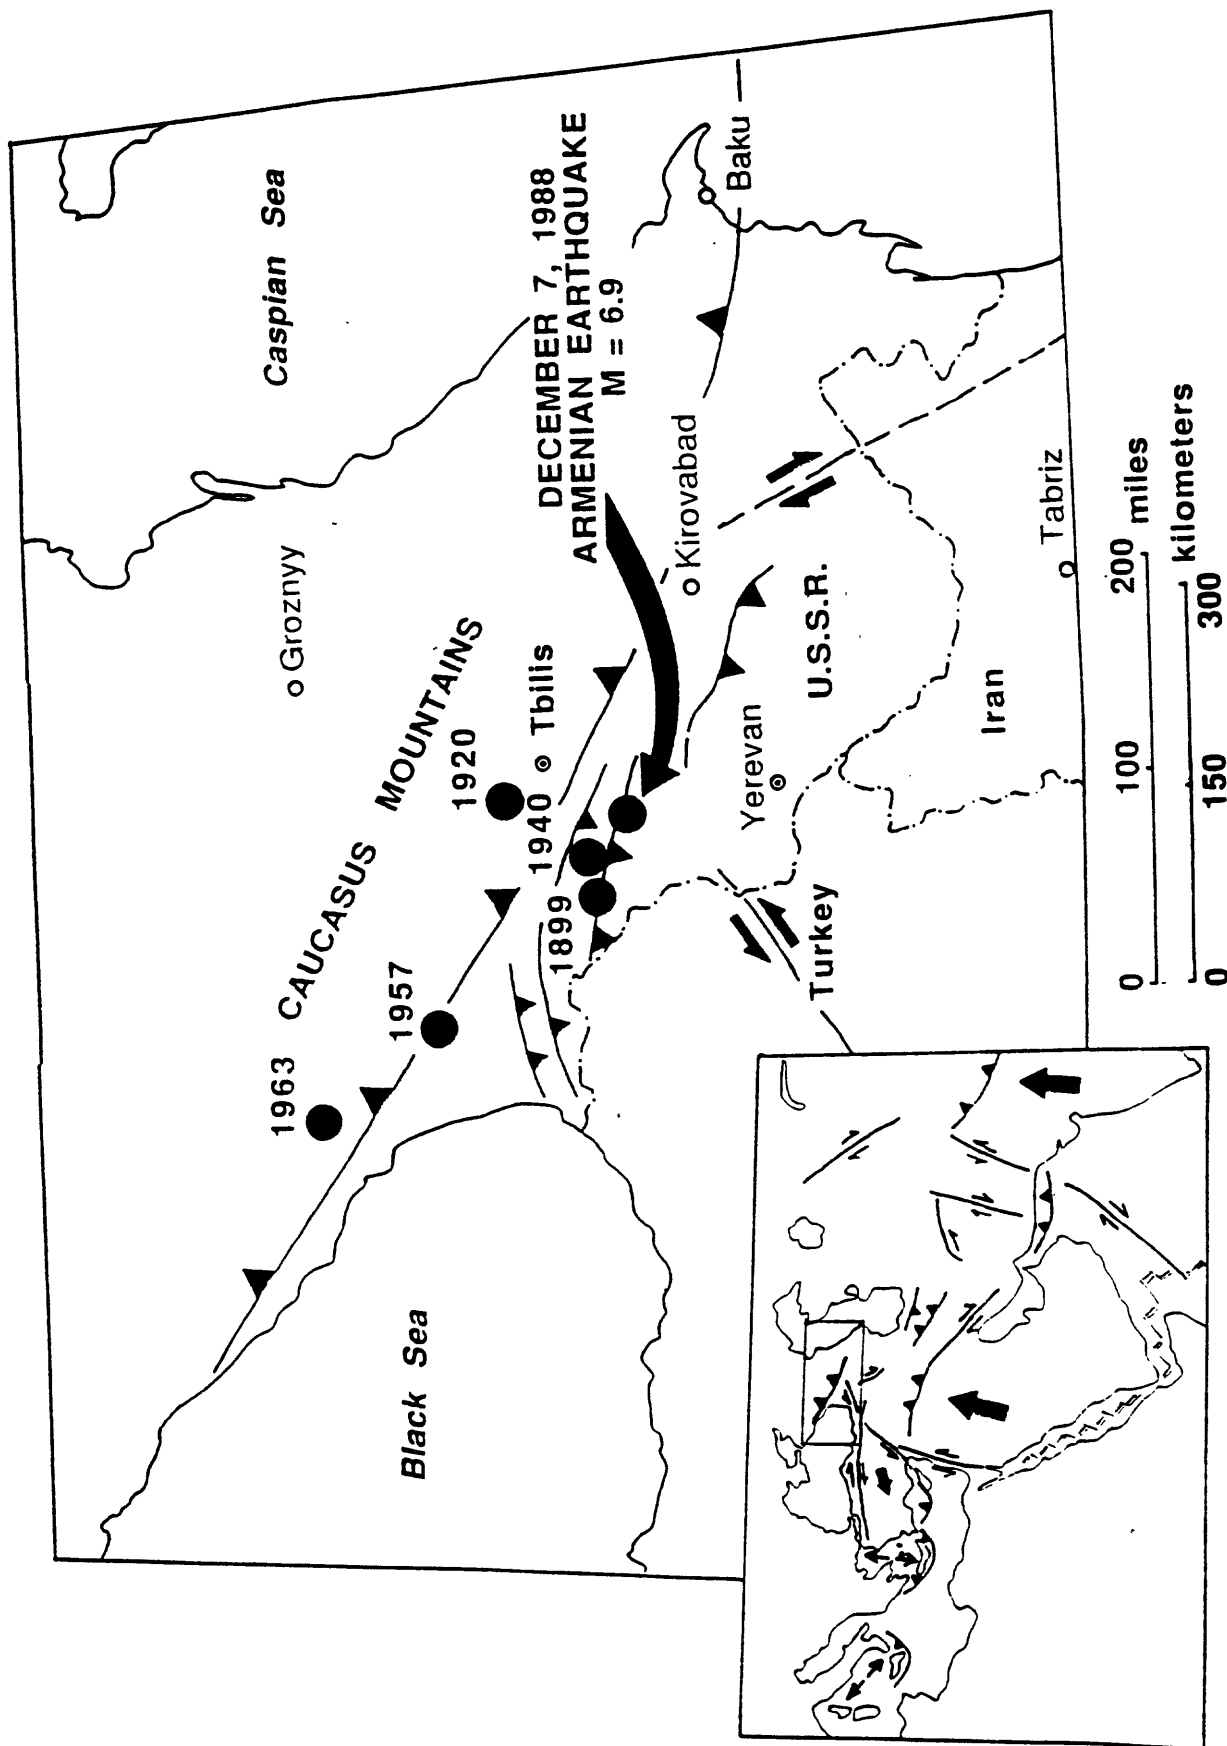 Caspian Sea
Groznyy
CAUCASUS MOUNTAINS
DECEMBER 7, 1988
ARMENIAN EARTHQUAKE
M = 6.9
1963
1957
1920
Tbilis
1940
1899
Black Sea
Baku
Kirovabad
Yerevan
U.S.S.R.
Turkey
Iran
Tabriz
0 100 200 miles
0 150 300 kilometers